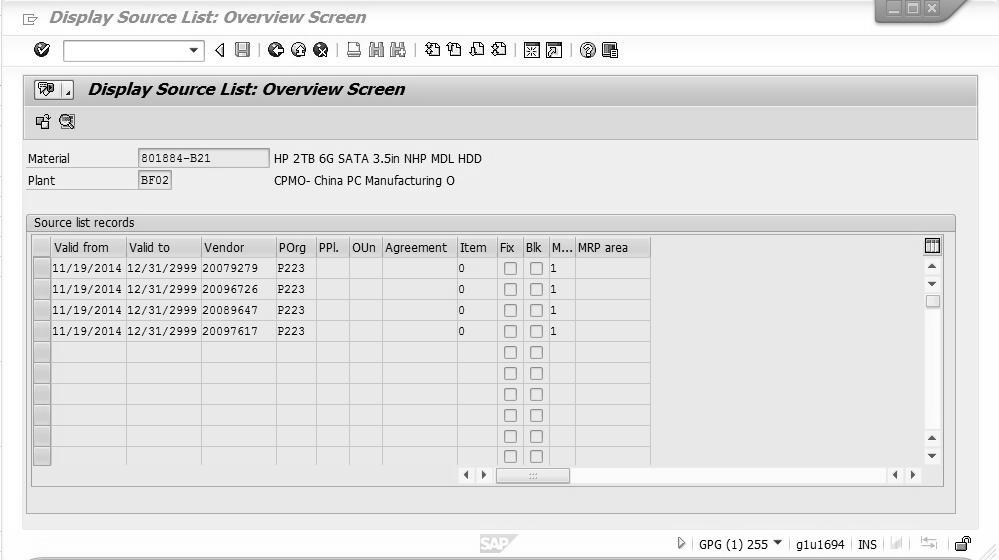 Display Source List: Overview Screen
Display Source List: Overview Screen
Material 801884-B21 HP 2TB 6G SATA 3.5in NHP MDL HDD
Plant BF02 CPMO- China PC Manufacturing O
Source list records
Valid from Valid to Vendor POrg PPl. OUn Agreement Item Fix Blk M... MRP area
11/19/2014 12/31/2999 20079279 P223 0 1
11/19/2014 12/31/2999 20096726 P223 0 1
11/19/2014 12/31/2999 20089647 P223 0 1
11/19/2014 12/31/2999 20097617 P223 0 1
SAP GPG (1) 255 g1u1694 INS